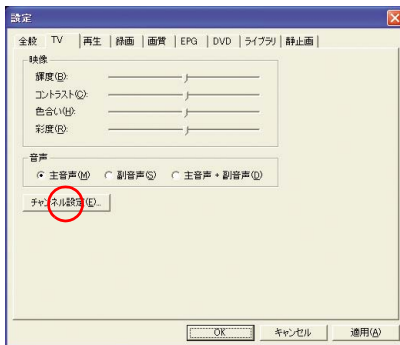 設定
全般 TV 再生 録画 画質 EPG DVD ライブラリ 静止画
映像
輝度(B):
コントラスト(C):
色合い(H):
彩度(R):
音声
主音声(M) 副音声(S) 主音声+副音声(D)
チャンネル設定(E)...
OK キャンセル 適用(A)